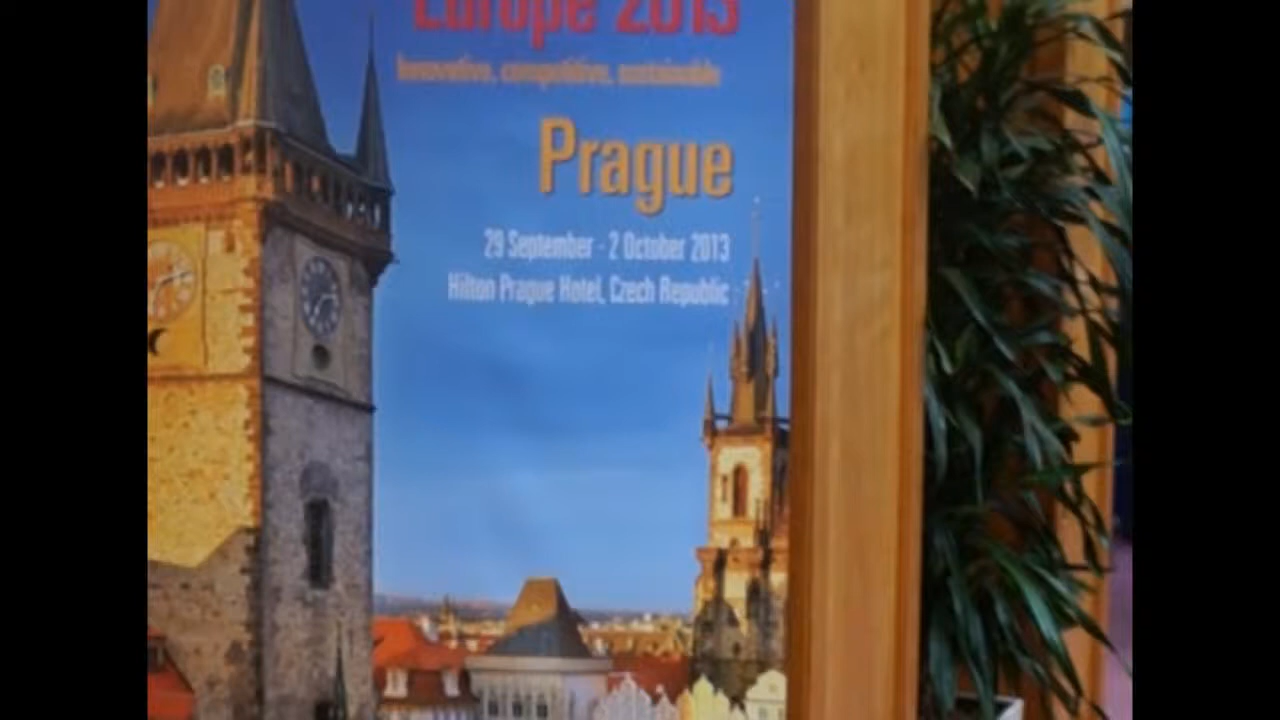 Europe 2013
Innovative, competitive, sustainable
Prague
29 September - 2 October 2013
Hilton Prague Hotel, Czech Republic